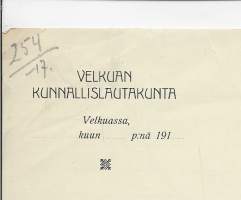 254
/17.
VELKUAN
KUNNALLISLAUTAKUNTA
Velkuassa,
kuun p:nä 191